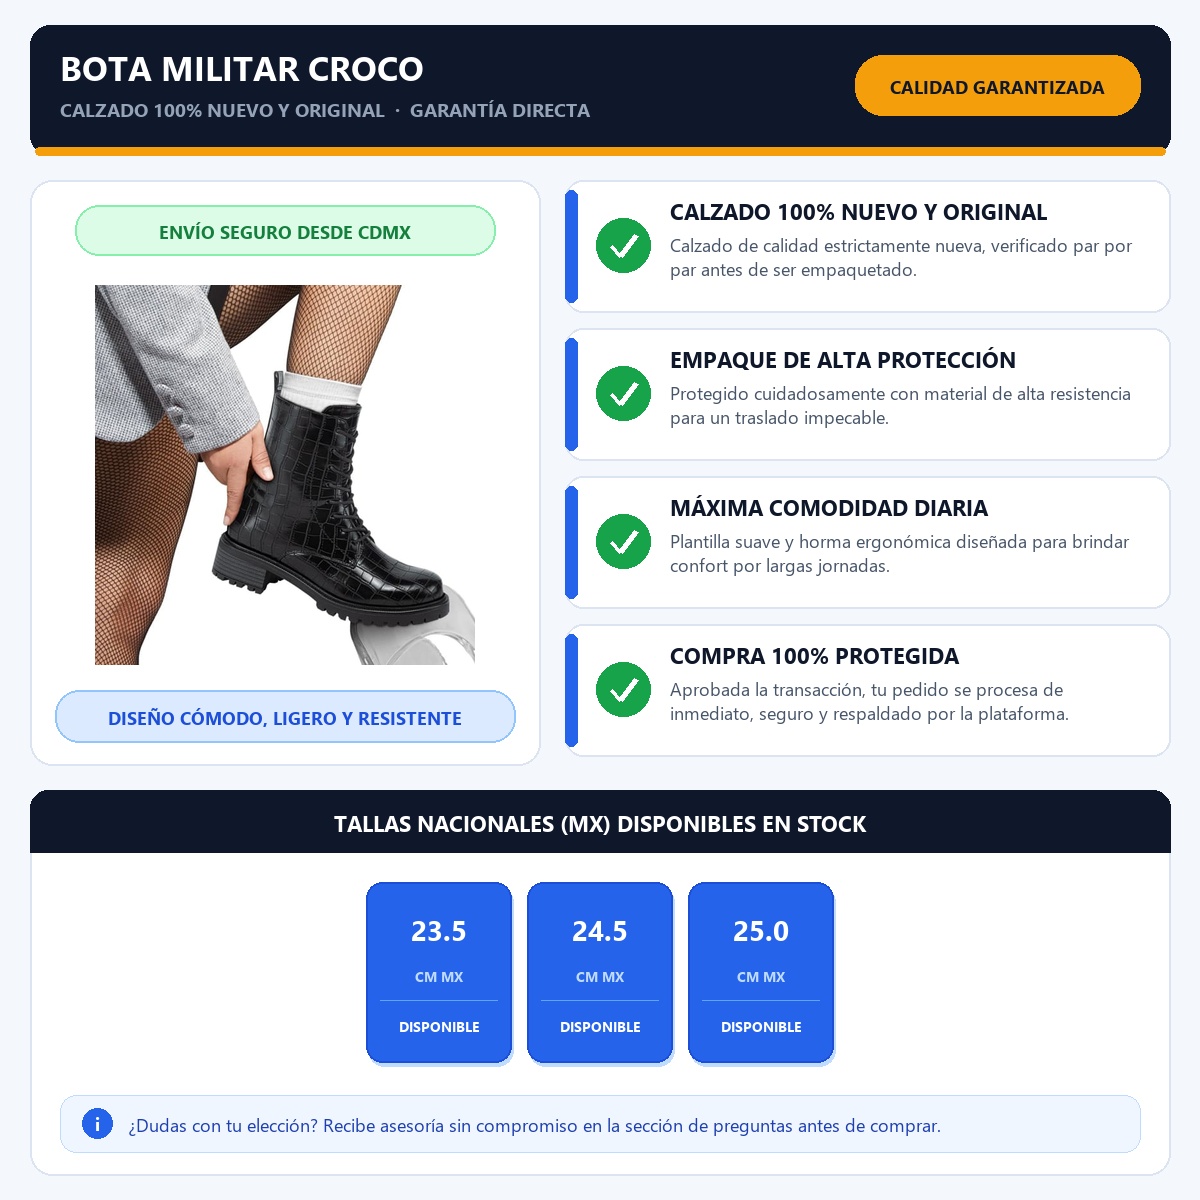 BOTA MILITAR CROCO
CALZADO 100% NUEVO Y ORIGINAL · GARANTÍA DIRECTA
CALIDAD GARANTIZADA
ENVÍO SEGURO DESDE CDMX
DISEÑO CÓMODO, LIGERO Y RESISTENTE
CALZADO 100% NUEVO Y ORIGINAL
Calzado de calidad estrictamente nueva, verificado par por
par antes de ser empaquetado.
EMPAQUE DE ALTA PROTECCIÓN
Protegido cuidadosamente con material de alta resistencia
para un traslado impecable.
MÁXIMA COMODIDAD DIARIA
Plantilla suave y horma ergonómica diseñada para brindar
confort por largas jornadas.
COMPRA 100% PROTEGIDA
Aprobada la transacción, tu pedido se procesa de
inmediato, seguro y respaldado por la plataforma.
TALLAS NACIONALES (MX) DISPONIBLES EN STOCK
23.5
CM MX
DISPONIBLE
24.5
CM MX
DISPONIBLE
25.0
CM MX
DISPONIBLE
¿Dudas con tu elección? Recibe asesoría sin compromiso en la sección de preguntas antes de comprar.